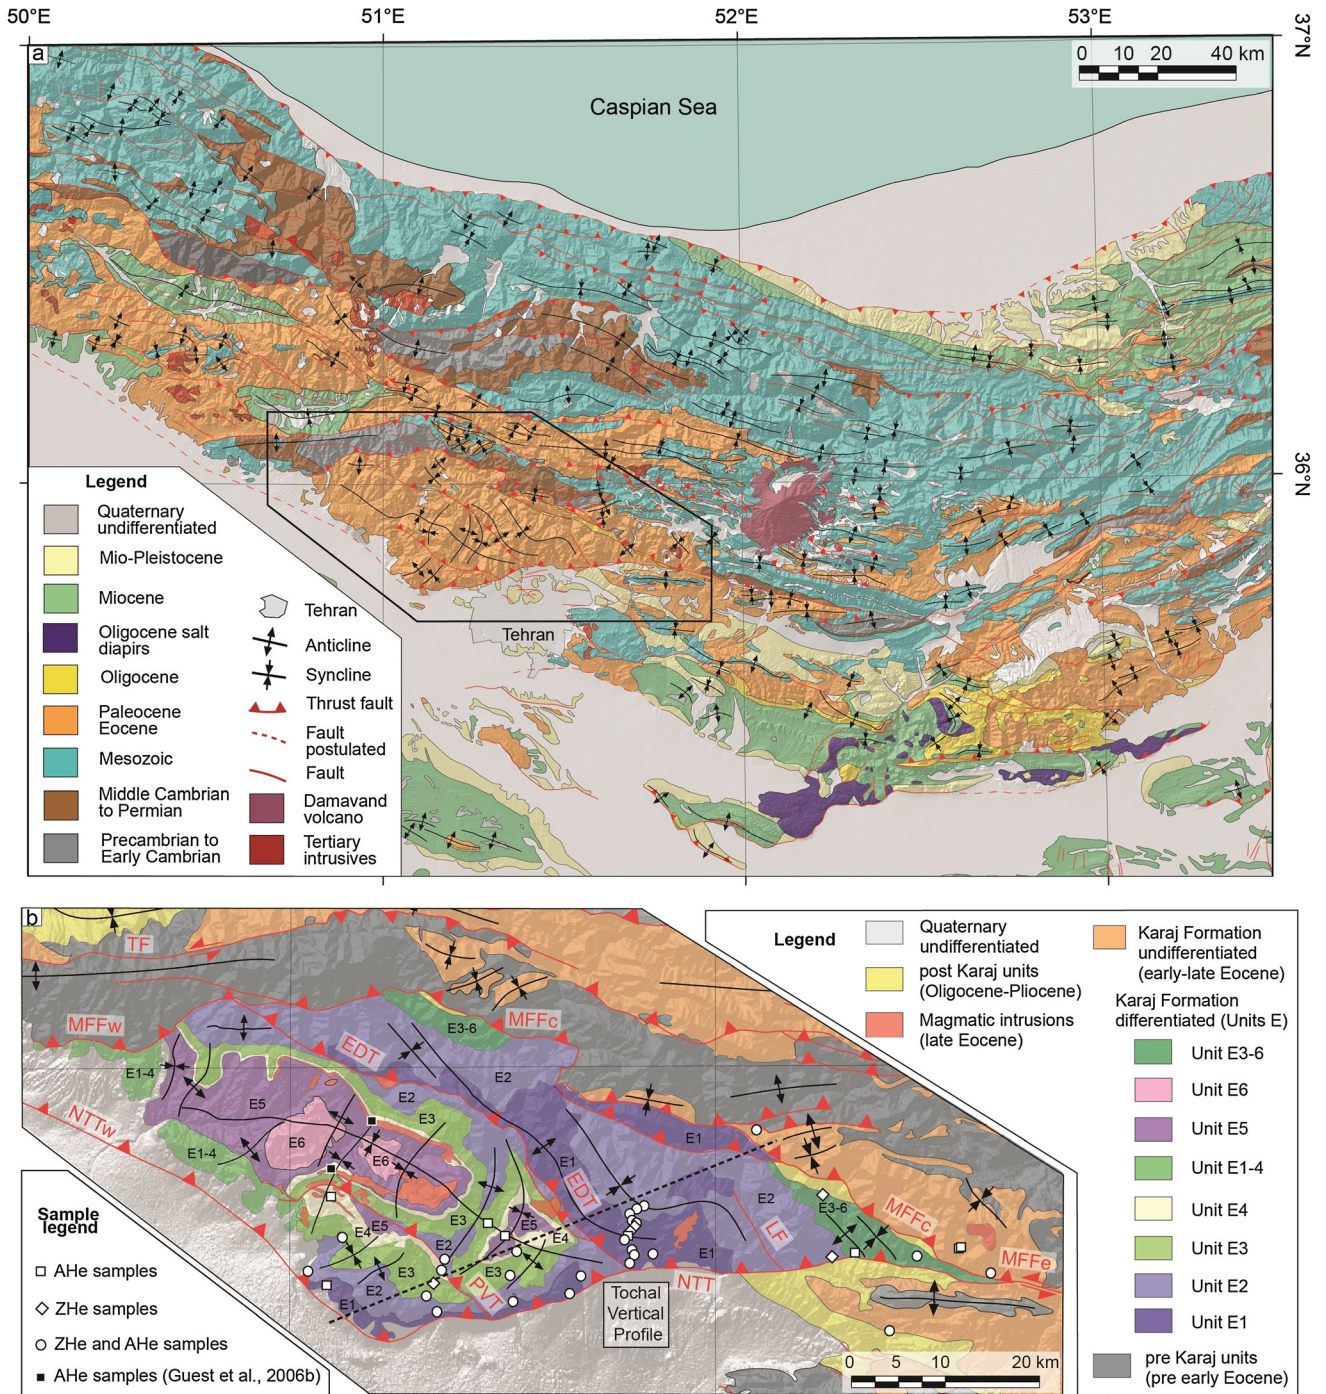 50°E
51°E
52°E
53°E
37°N
a
0 10 20 40 km
Caspian Sea
36°N
Tehran
Legend
Quaternary
undifferentiated
Mio-Pleistocene
Miocene
Oligocene salt
diapirs
Oligocene
Paleocene
Eocene
Mesozoic
Middle Cambrian
to Permian
Precambrian to
Early Cambrian
Tehran
Anticline
Syncline
Thrust fault
Fault
postulated
Fault
Damavand
volcano
Tertiary
intrusives
b
TF
MFFw
MFFc
E3-6
EDT
E1-4
E2
E2
E5
E3
NTTw
E1
E6
E1
E1-4
E6
EDT
E2
E3-6
MFFc
E3
E5
LF
E5
E4
E4
E2
E1
MFFe
E3
E3
NTT
E2
PVT
E1
Tochal
Vertical
Profile
0 5 10 20 km
Sample
legend
AHe samples
ZHe samples
ZHe and AHe samples
AHe samples (Guest et al., 2006b)
Legend
Quaternary
undifferentiated
post Karaj units
(Oligocene-Pliocene)
Magmatic intrusions
(late Eocene)
Karaj Formation
undifferentiated
(early-late Eocene)
Karaj Formation
differentiated (Units E)
Unit E3-6
Unit E6
Unit E5
Unit E1-4
Unit E4
Unit E3
Unit E2
Unit E1
pre Karaj units
(pre early Eocene)